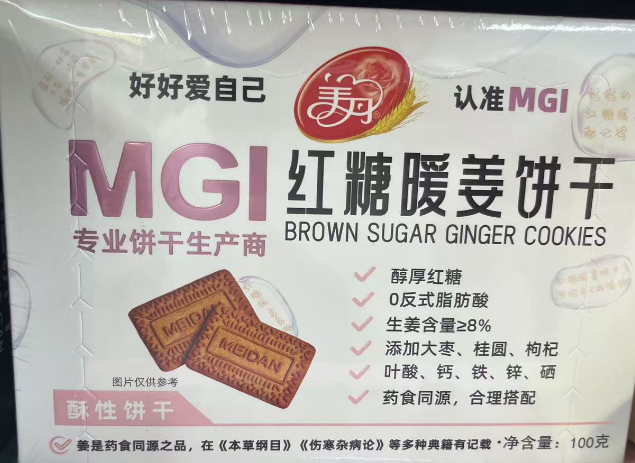 好好爱自己
美丹®
认准MGI
MGI
专业饼干生产商
红糖暖姜饼干
BROWN SUGAR GINGER COOKIES
醇厚红糖
0反式脂肪酸
生姜含量≥8%
添加大枣、桂圆、枸杞
叶酸、钙、铁、锌、硒
药食同源，合理搭配
MEIDAN
MEIDAN
图片仅供参考
酥性饼干
姜是药食同源之品，在《本草纲目》《伤寒杂病论》等多种典籍有记载·净含量：100克